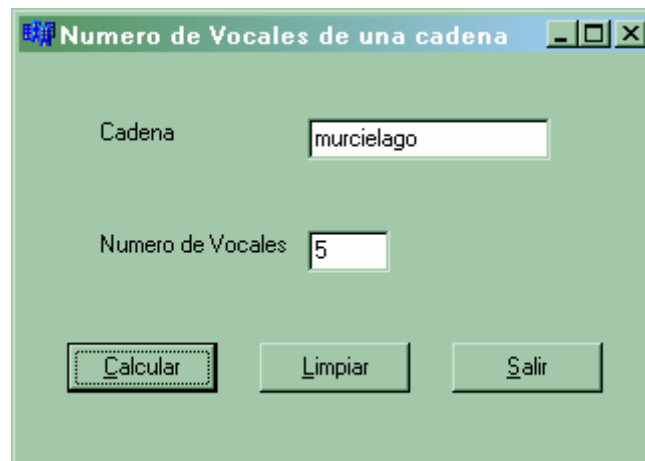 Numero de Vocales de una cadena
Cadena murcielago
Numero de Vocales 5
Calcular Limpiar Salir